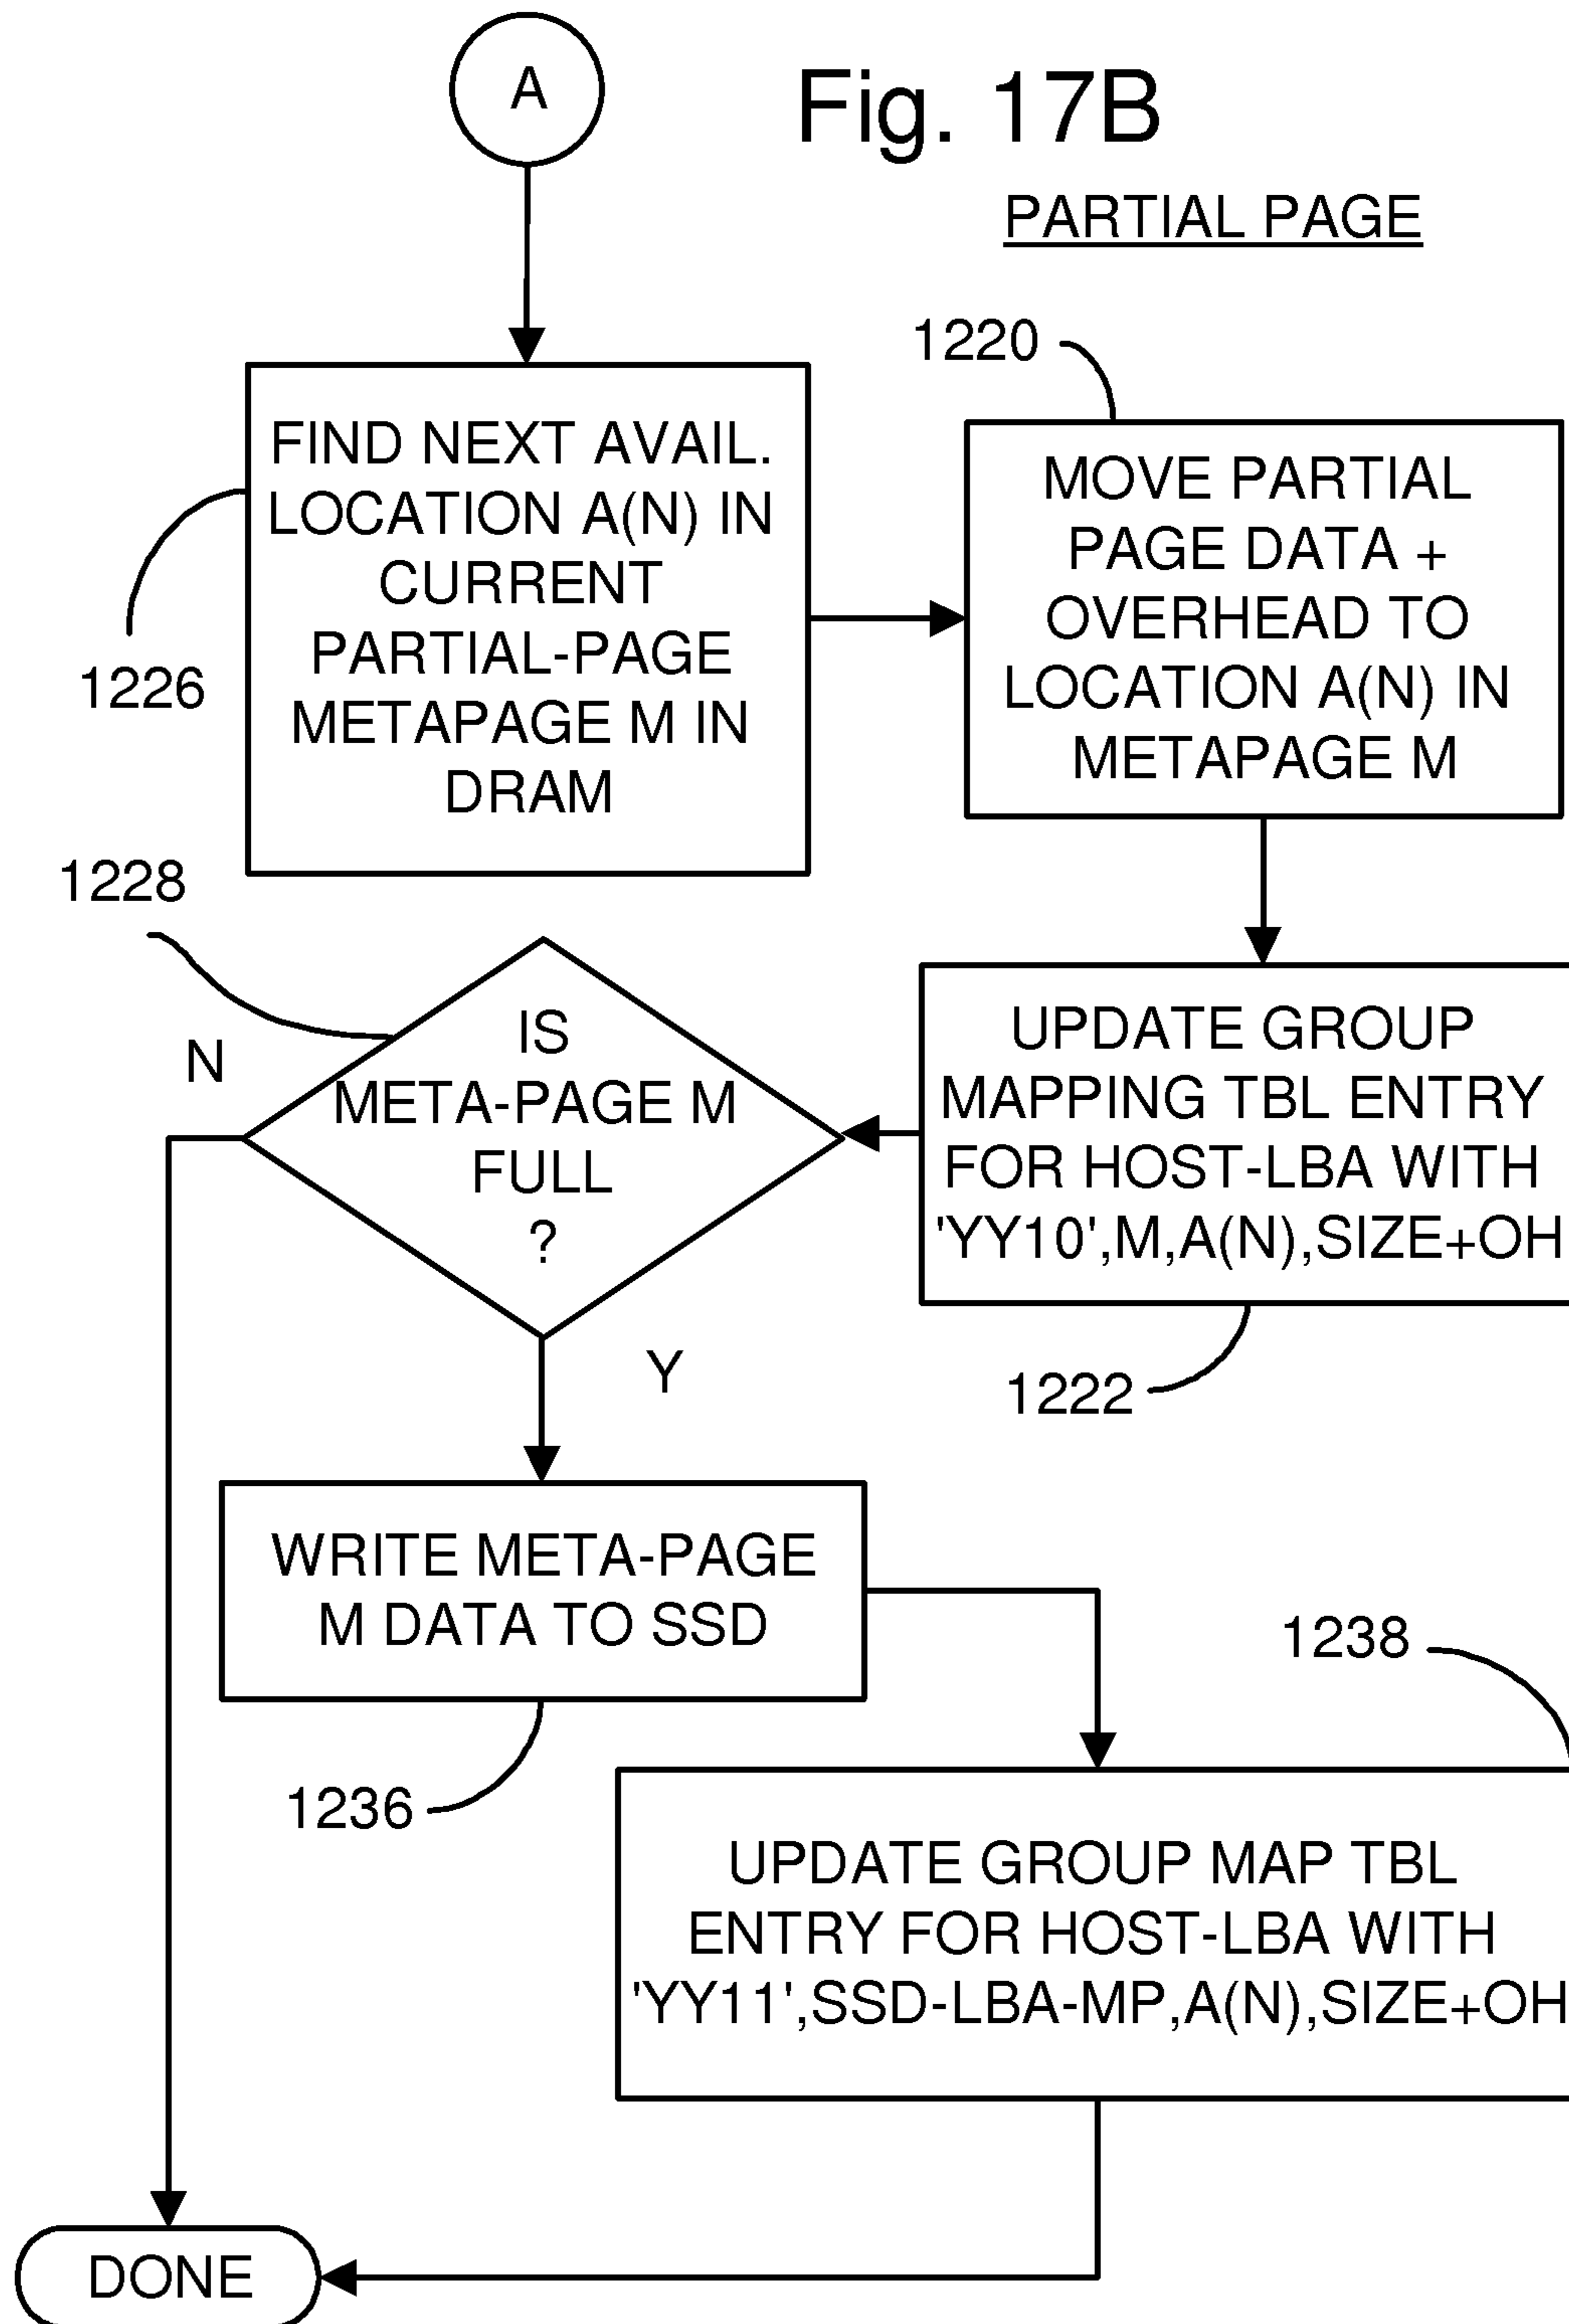 A
Fig. 17B
PARTIAL PAGE
1220
FIND NEXT AVAIL.
LOCATION A(N) IN
CURRENT
PARTIAL-PAGE
METAPAGE M IN
DRAM
1226
MOVE PARTIAL
PAGE DATA +
OVERHEAD TO
LOCATION A(N) IN
METAPAGE M
1228
IS
META-PAGE M
FULL
?
N
Y
UPDATE GROUP
MAPPING TBL ENTRY
FOR HOST-LBA WITH
'YY10',M,A(N),SIZE+OH
1222
WRITE META-PAGE
M DATA TO SSD
1236
1238
UPDATE GROUP MAP TBL
ENTRY FOR HOST-LBA WITH
'YY11',SSD-LBA-MP,A(N),SIZE+OH
DONE